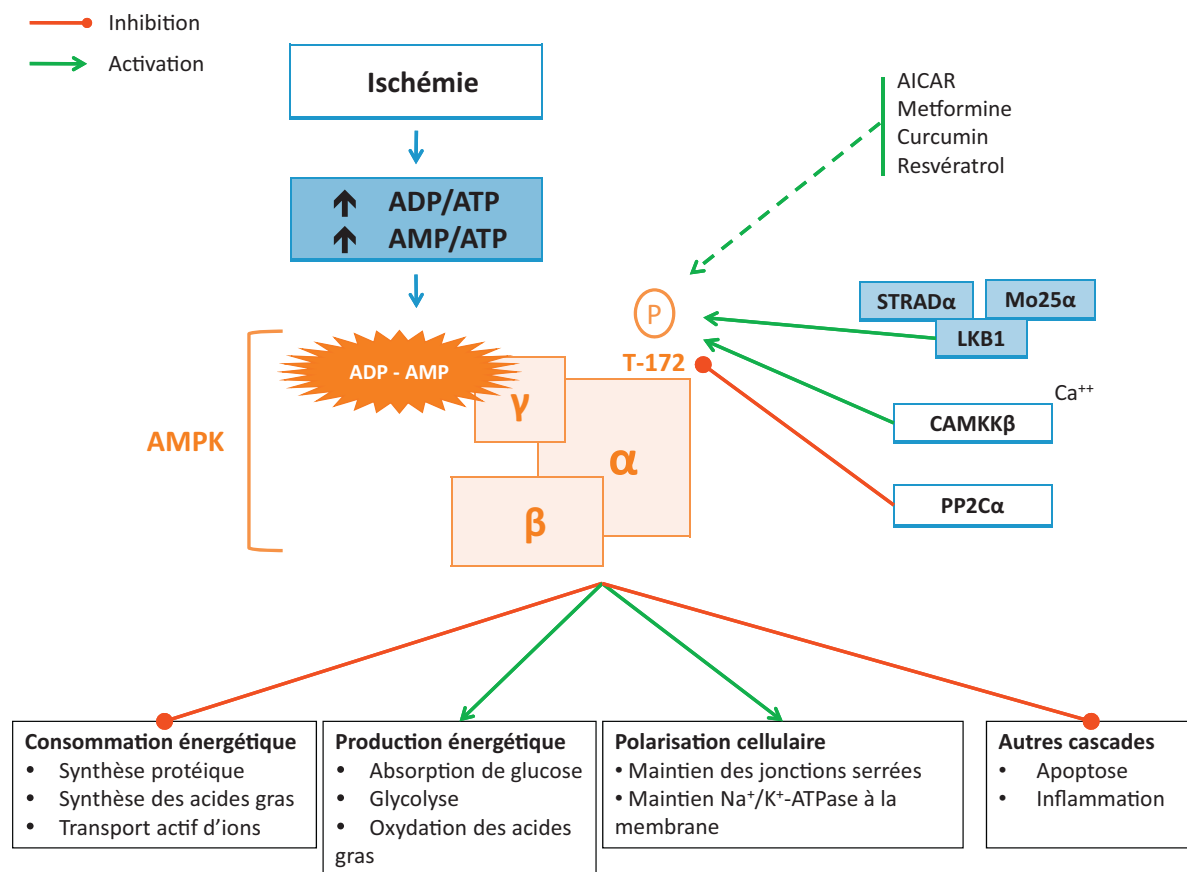 Inhibition
Activation
Ischémie
AICAR
Metformine
Curcumin
Resvératrol
ADP/ATP
AMP/ATP
STRADα
Mo25α
LKB1
P
T-172
ADP - AMP
γ
α
β
AMPK
Ca⁺⁺
CAMKKβ
PP2Cα
Consommation énergétique
• Synthèse protéique
• Synthèse des acides gras
• Transport actif d’ions
Production énergétique
• Absorption de glucose
• Glycolyse
• Oxydation des acides
gras
Polarisation cellulaire
• Maintien des jonctions serrées
• Maintien Na⁺/K⁺-ATPase à la
membrane
Autres cascades
• Apoptose
• Inflammation